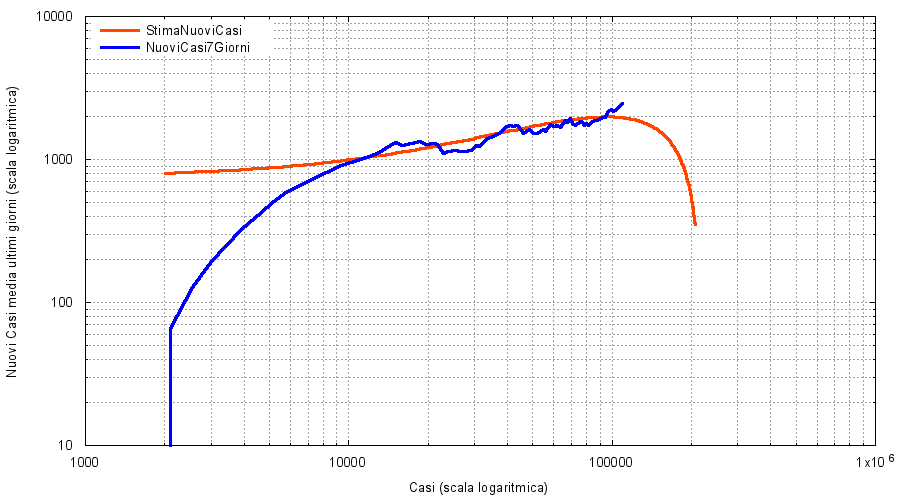 10000
StimaNuoviCasi
NuoviCasi7Giorni
1000
Nuovi Casi media ultimi giorni (scala logaritmica)
100
10
1000
10000
100000
1x10 6
Casi (scala logaritmica)